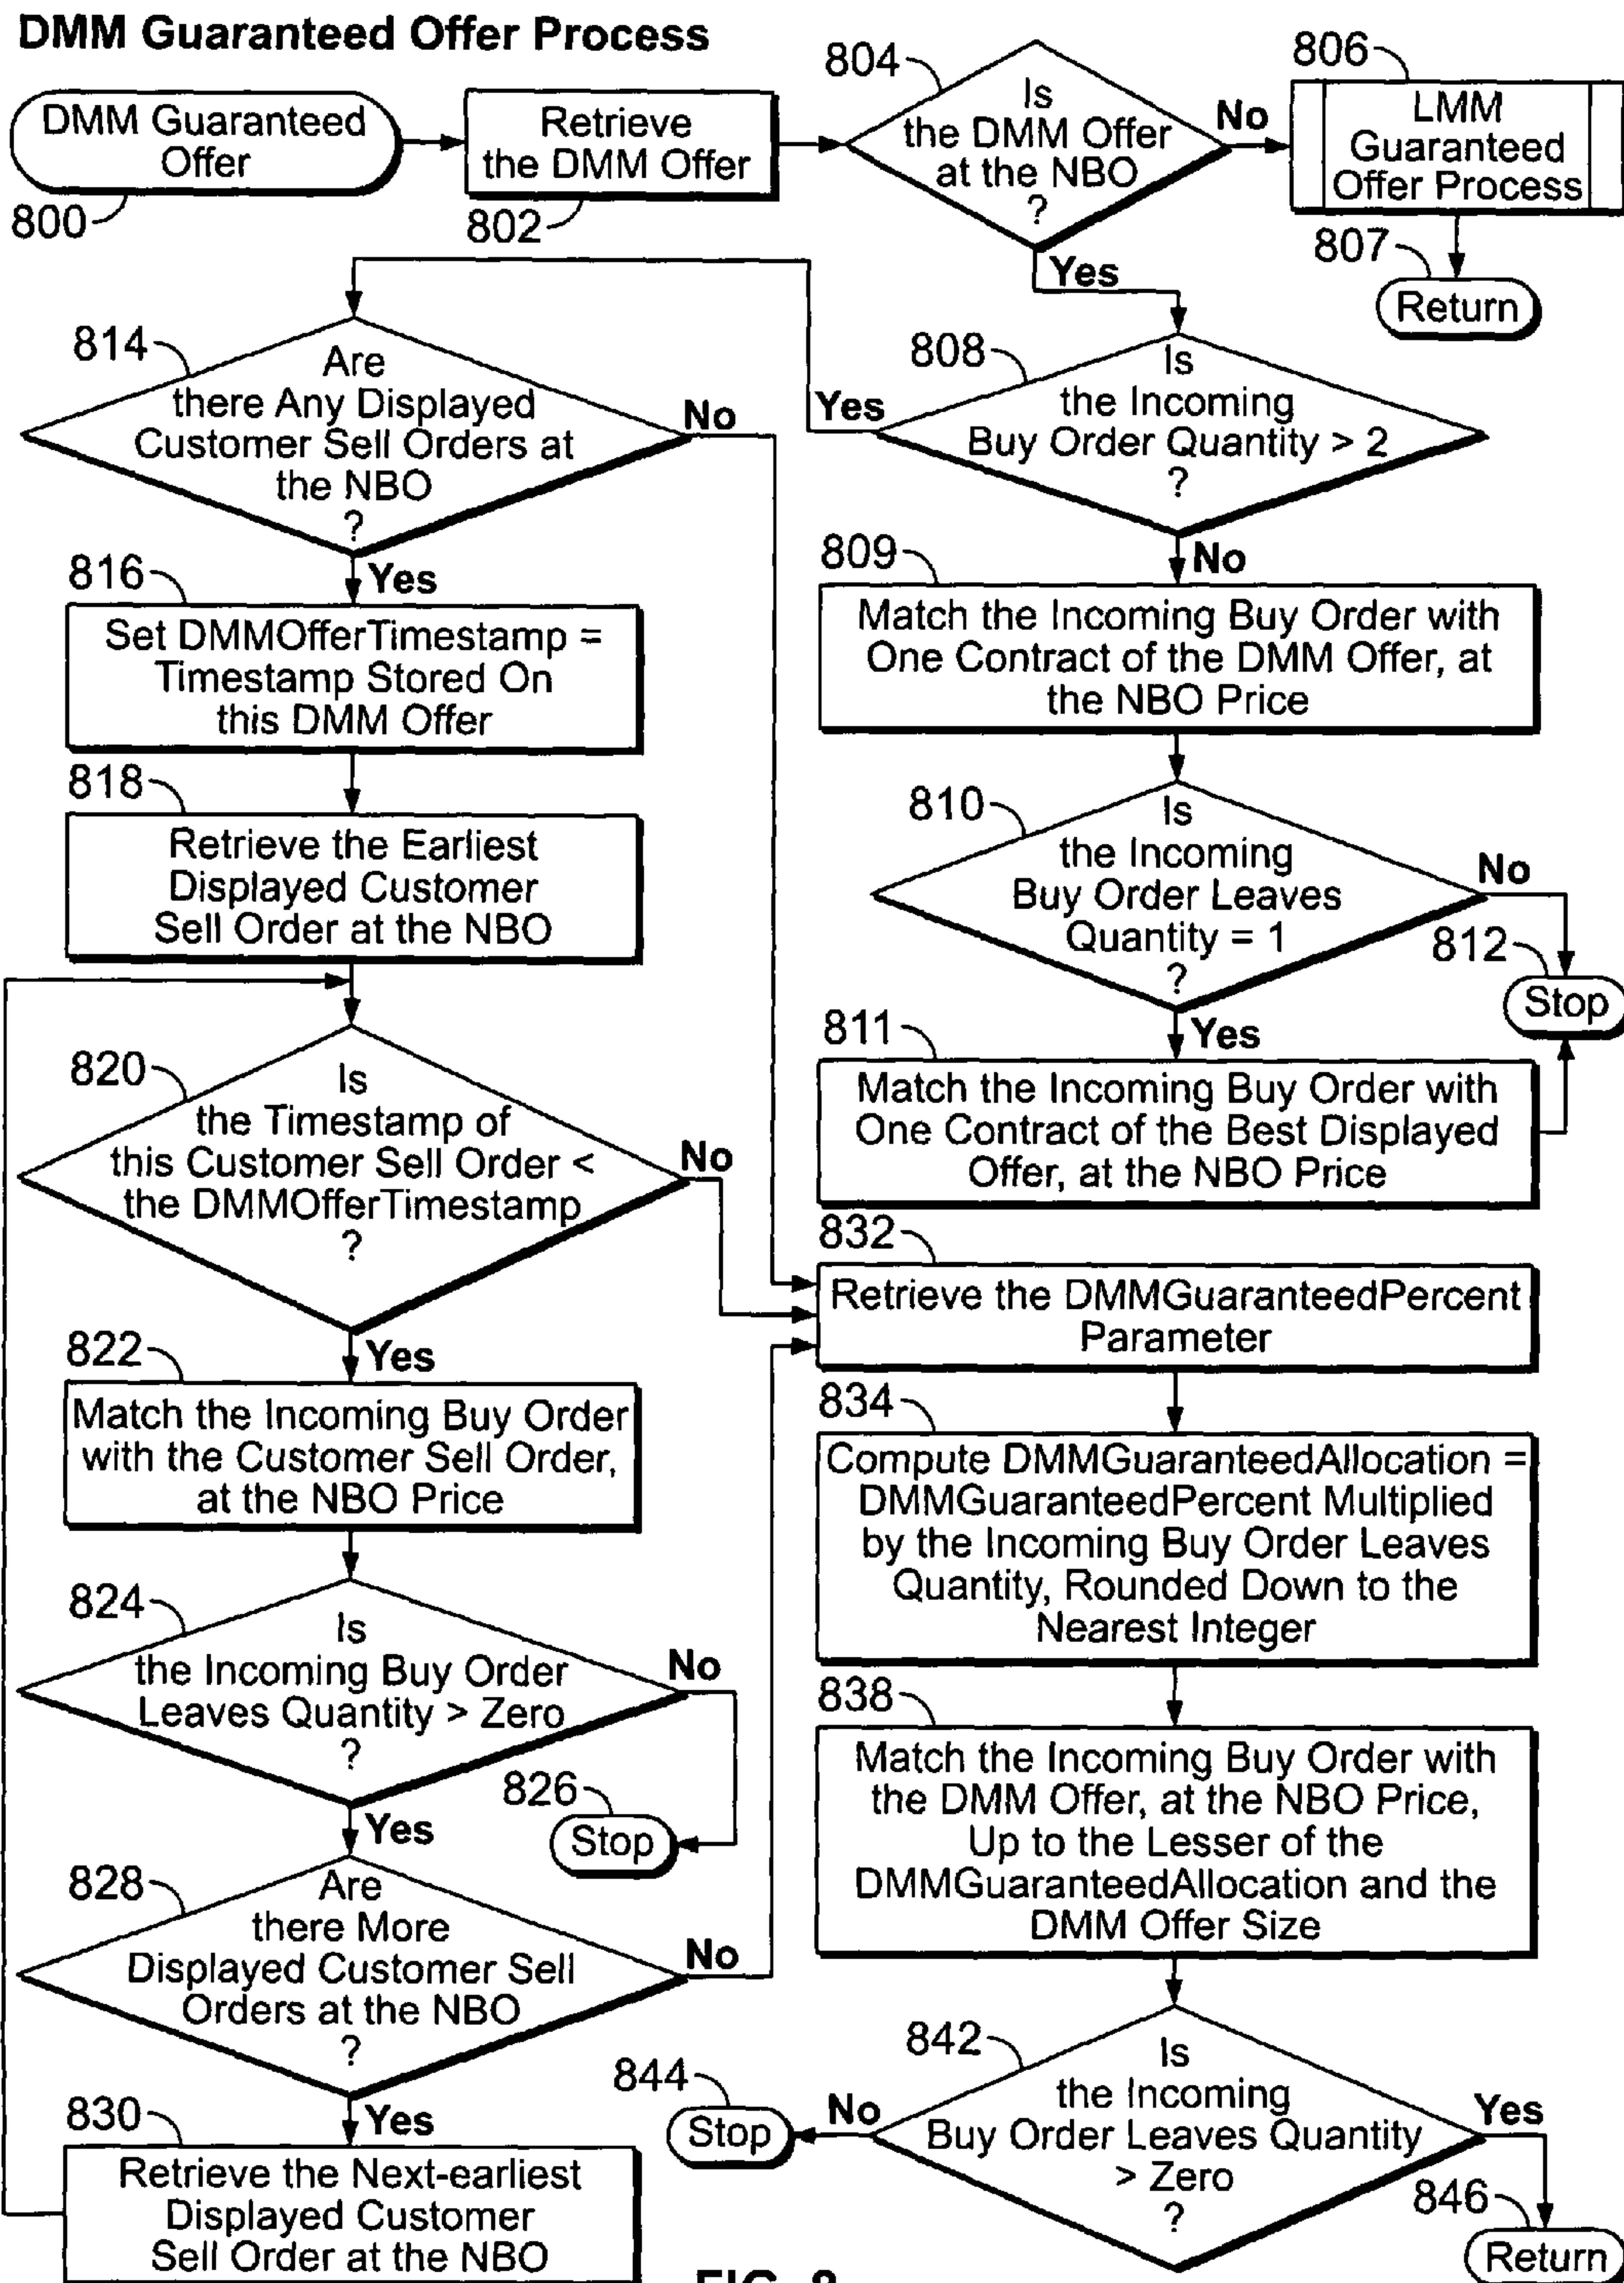 DMM Guaranteed Offer Process
DMM Guaranteed
Offer
800
Retrieve
the DMM Offer
802
804
Is
the DMM Offer
at the NBO
?
No
Yes
806
LMM
Guaranteed
Offer Process
807
Return
808
Is
the Incoming
Buy Order Quantity > 2
?
Yes
No
809
Match the Incoming Buy Order with
One Contract of the DMM Offer, at
the NBO Price
810
Is
the Incoming
Buy Order Leaves
Quantity = 1
?
No
Yes
812
Stop
811
Match the Incoming Buy Order with
One Contract of the Best Displayed
Offer, at the NBO Price
814
Are
there Any Displayed
Customer Sell Orders at
the NBO
?
No
Yes
816
Set DMMOfferTimestamp =
Timestamp Stored On
this DMM Offer
818
Retrieve the Earliest
Displayed Customer
Sell Order at the NBO
820
Is
the Timestamp of
this Customer Sell Order <
the DMMOfferTimestamp
?
No
Yes
822
Match the Incoming Buy Order
with the Customer Sell Order,
at the NBO Price
824
Is
the Incoming Buy Order
Leaves Quantity > Zero
?
No
Yes
826
Stop
828
Are
there More
Displayed Customer Sell
Orders at the NBO
?
No
Yes
830
Retrieve the Next-earliest
Displayed Customer
Sell Order at the NBO
832
Retrieve the DMMGuaranteedPercent
Parameter
834
Compute DMMGuaranteedAllocation =
DMMGuaranteedPercent Multiplied
by the Incoming Buy Order Leaves
Quantity, Rounded Down to the
Nearest Integer
838
Match the Incoming Buy Order with
the DMM Offer, at the NBO Price,
Up to the Lesser of the
DMMGuaranteedAllocation and the
DMM Offer Size
842
Is
the Incoming
Buy Order Leaves Quantity
> Zero
?
No
Yes
844
Stop
846
Return